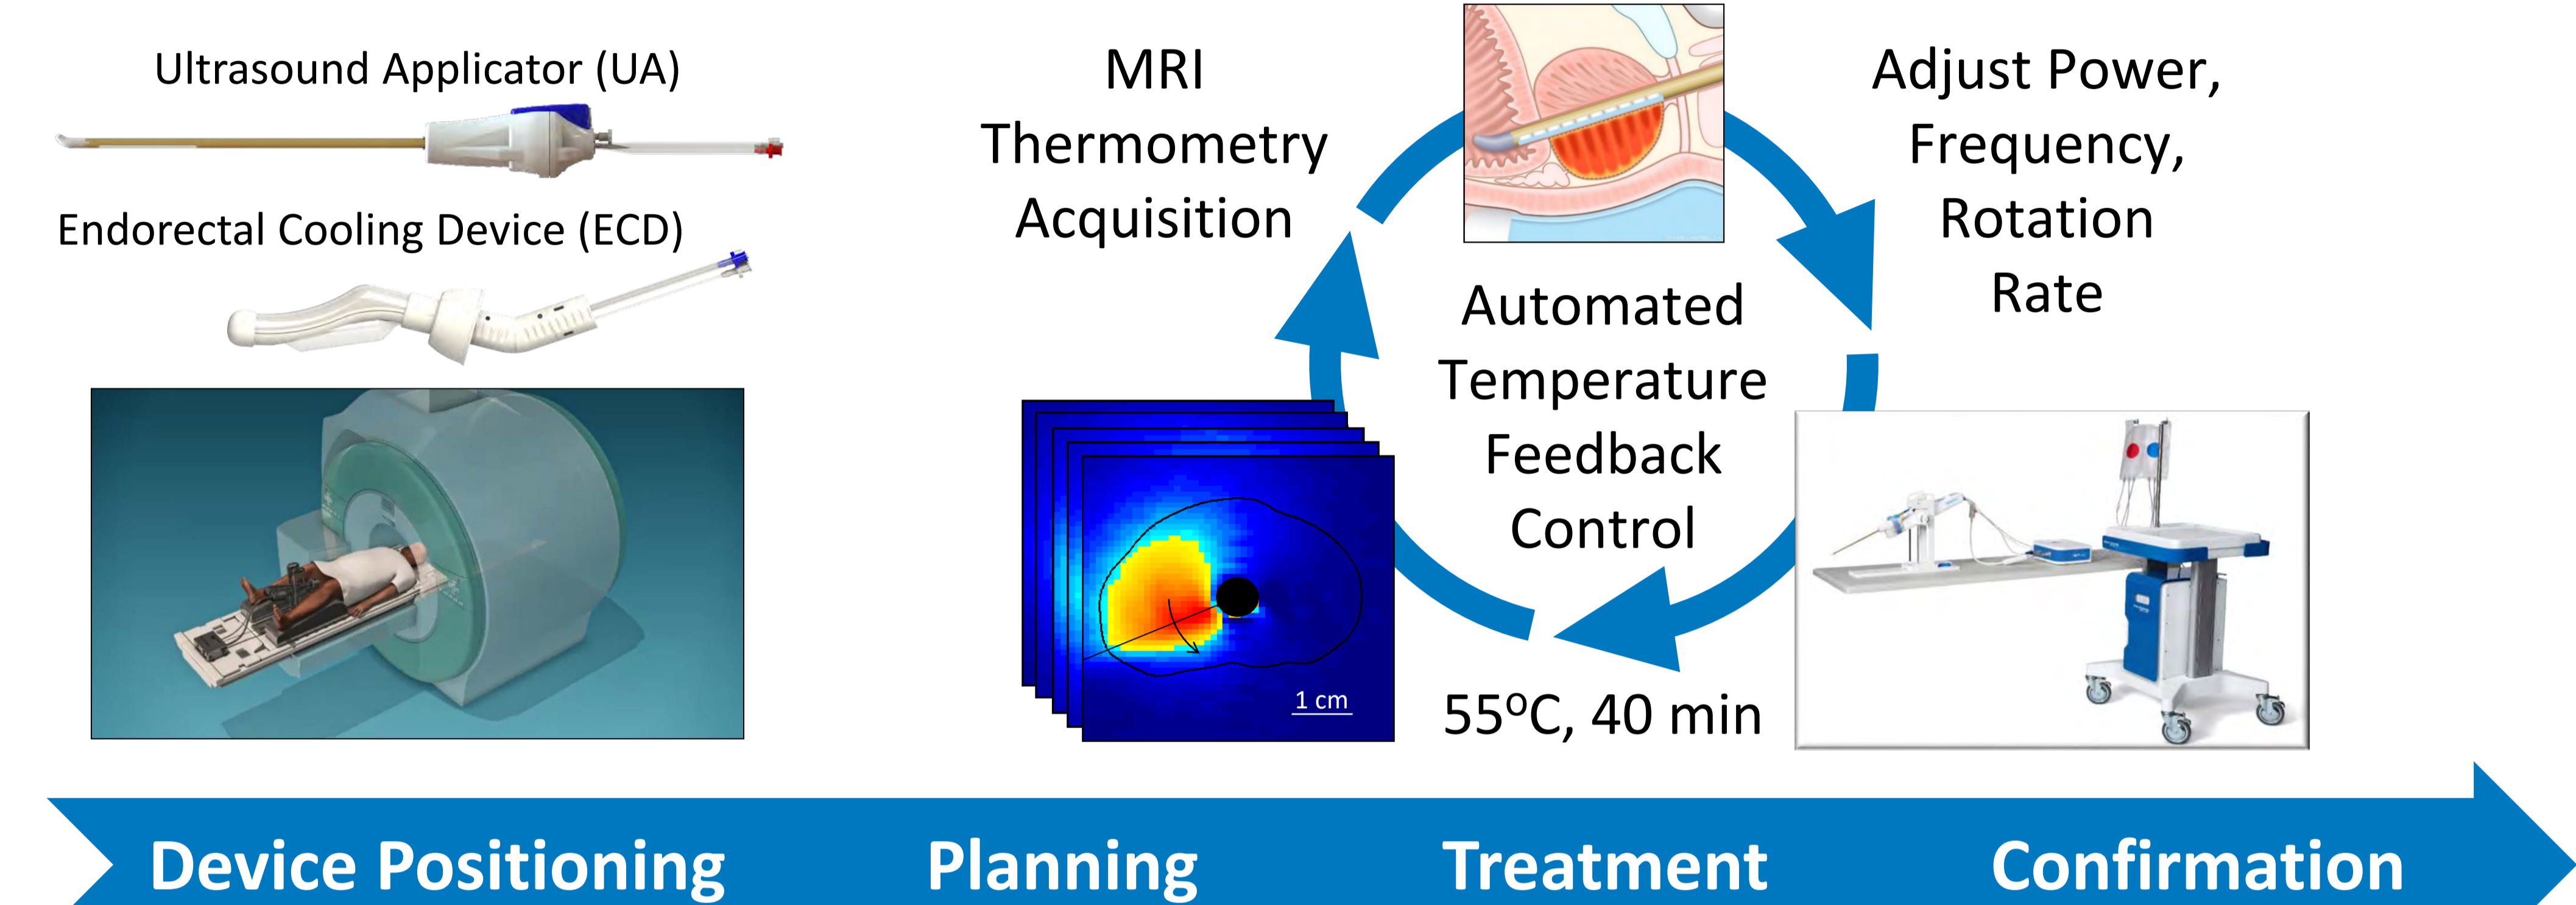 Ultrasound Applicator (UA)
Endorectal Cooling Device (ECD)
MRI
Thermometry
Acquisition
Adjust Power,
Frequency,
Rotation
Rate
Automated
Temperature
Feedback
Control
1 cm
55ºC, 40 min
Device Positioning
Planning
Treatment
Confirmation